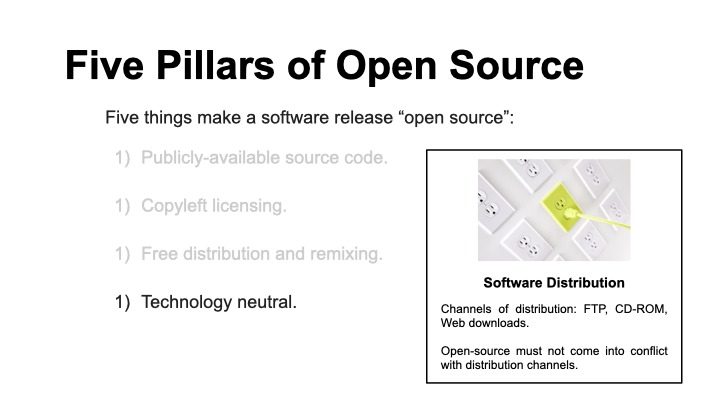 Five Pillars of Open Source
Five things make a software release “open source”:
1) Publicly-available source code.
1) Copyleft licensing.
1) Free distribution and remixing.
1) Technology neutral.
Software Distribution
Channels of distribution: FTP, CD-ROM,
Web downloads.
Open-source must not come into conflict
with distribution channels.